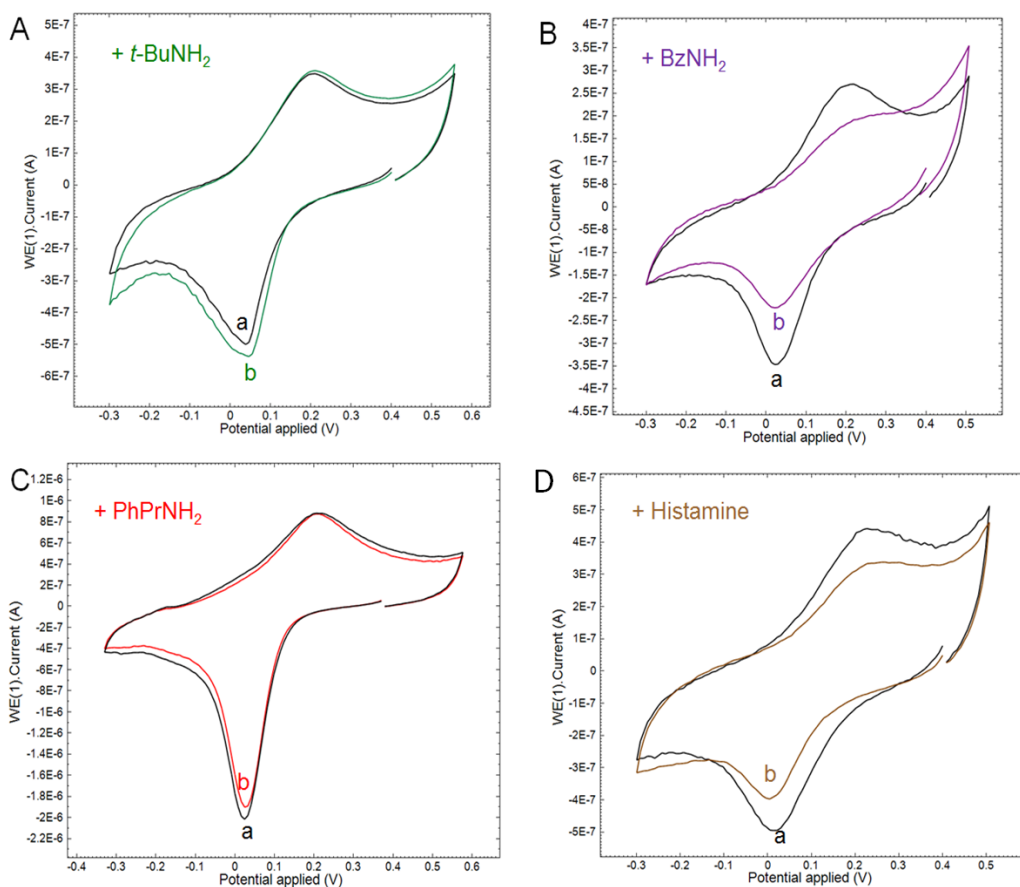 A
+ t-BuNH2
WE(1).Current (A)
5E-7
4E-7
3E-7
2E-7
1E-7
0
-1E-7
-2E-7
-3E-7
-4E-7
-5E-7
-6E-7
a
b
-0.3 -0.2 -0.1 0 0.1 0.2 0.3 0.4 0.5 0.6
Potential applied (V)
B
+ BzNH2
WE(1).Current (A)
4E-7
3.5E-7
3E-7
2.5E-7
2E-7
1.5E-7
1E-7
5E-8
0
-5E-8
-1E-7
-1.5E-7
-2E-7
-2.5E-7
-3E-7
-3.5E-7
-4E-7
-4.5E-7
b
a
-0.3 -0.2 -0.1 0 0.1 0.2 0.3 0.4 0.5
Potential applied (V)
C
+ PhPrNH2
WE(1).Current (A)
1.2E-6
1E-6
8E-7
6E-7
4E-7
2E-7
0
-2E-7
-4E-7
-6E-7
-8E-7
-1E-6
-1.2E-6
-1.4E-6
-1.6E-6
-1.8E-6
-2E-6
-2.2E-6
b
a
-0.4 -0.3 -0.2 -0.1 0 0.1 0.2 0.3 0.4 0.5 0.6
Potential applied (V)
D
+ Histamine
WE(1).Current (A)
6E-7
5E-7
4E-7
3E-7
2E-7
1E-7
0
-1E-7
-2E-7
-3E-7
-4E-7
-5E-7
b
a
-0.3 -0.2 -0.1 0 0.1 0.2 0.3 0.4 0.5
Potential applied (V)